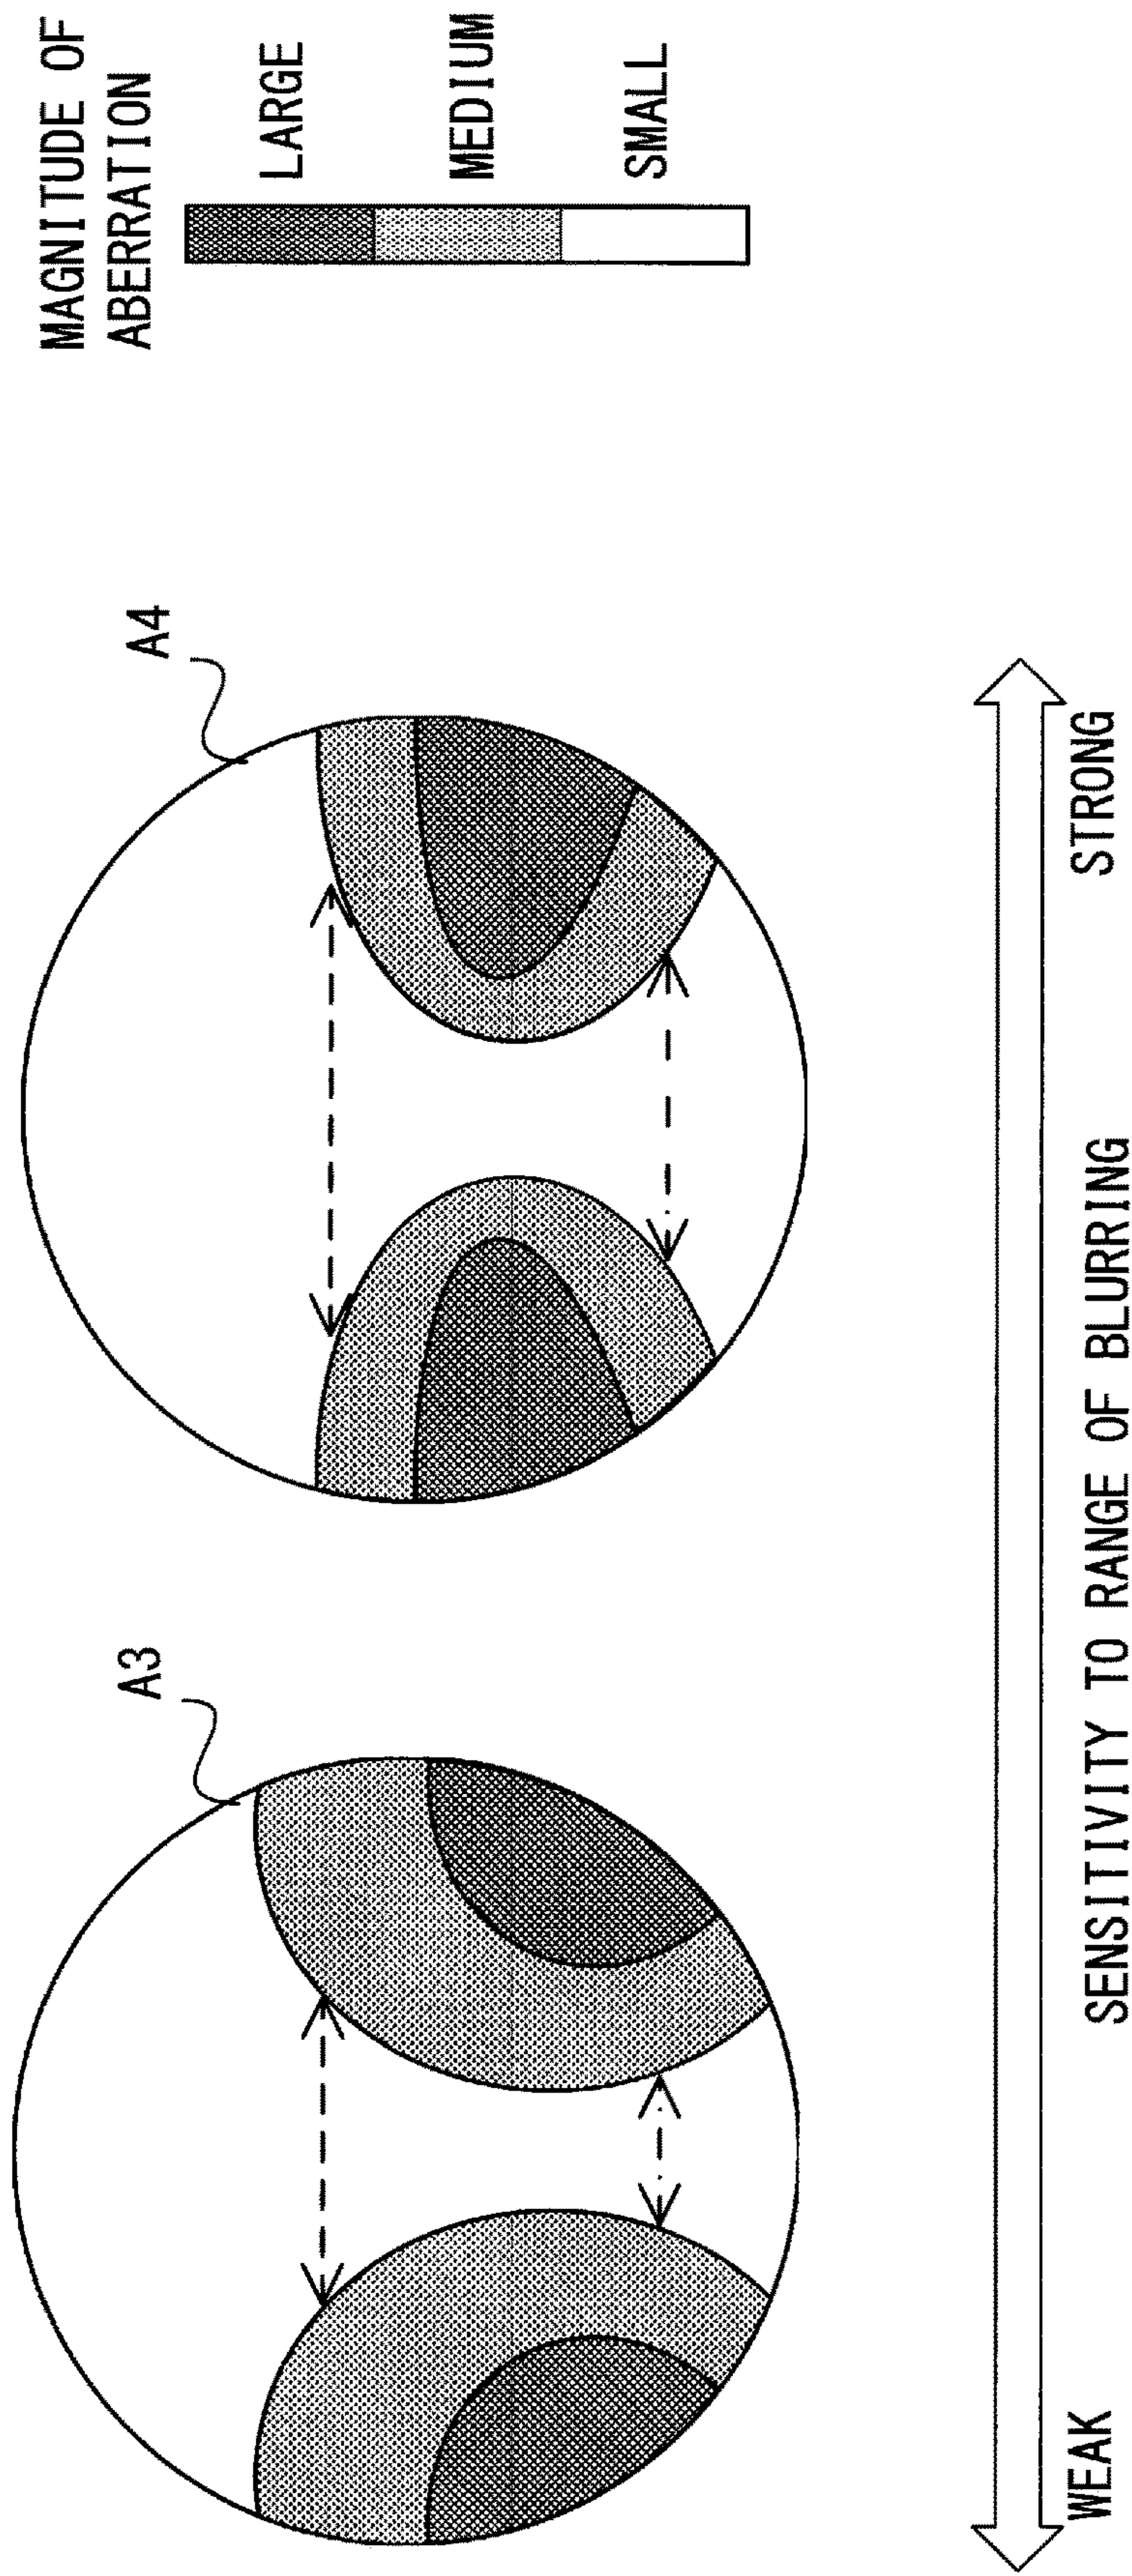 MAGNITUDE OF
ABERRATION
LARGE
MEDIUM
SMALL
A3
A4
WEAK
STRONG
SENSITIVITY TO RANGE OF BLURRING